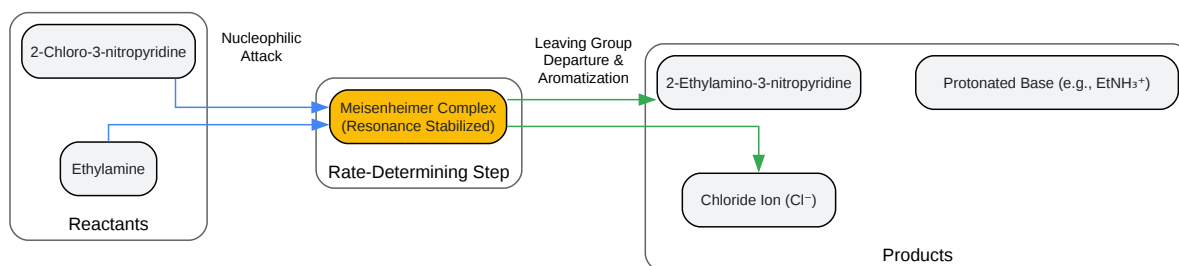 2-Chloro-3-nitropyridine
Ethylamine
Reactants
Nucleophilic
Attack
Meisenheimer Complex
(Resonance Stabilized)
Rate-Determining Step
Leaving Group
Departure &
Aromatization
2-Ethylamino-3-nitropyridine
Protonated Base (e.g., EtNH₃⁺)
Chloride Ion (Cl⁻)
Products